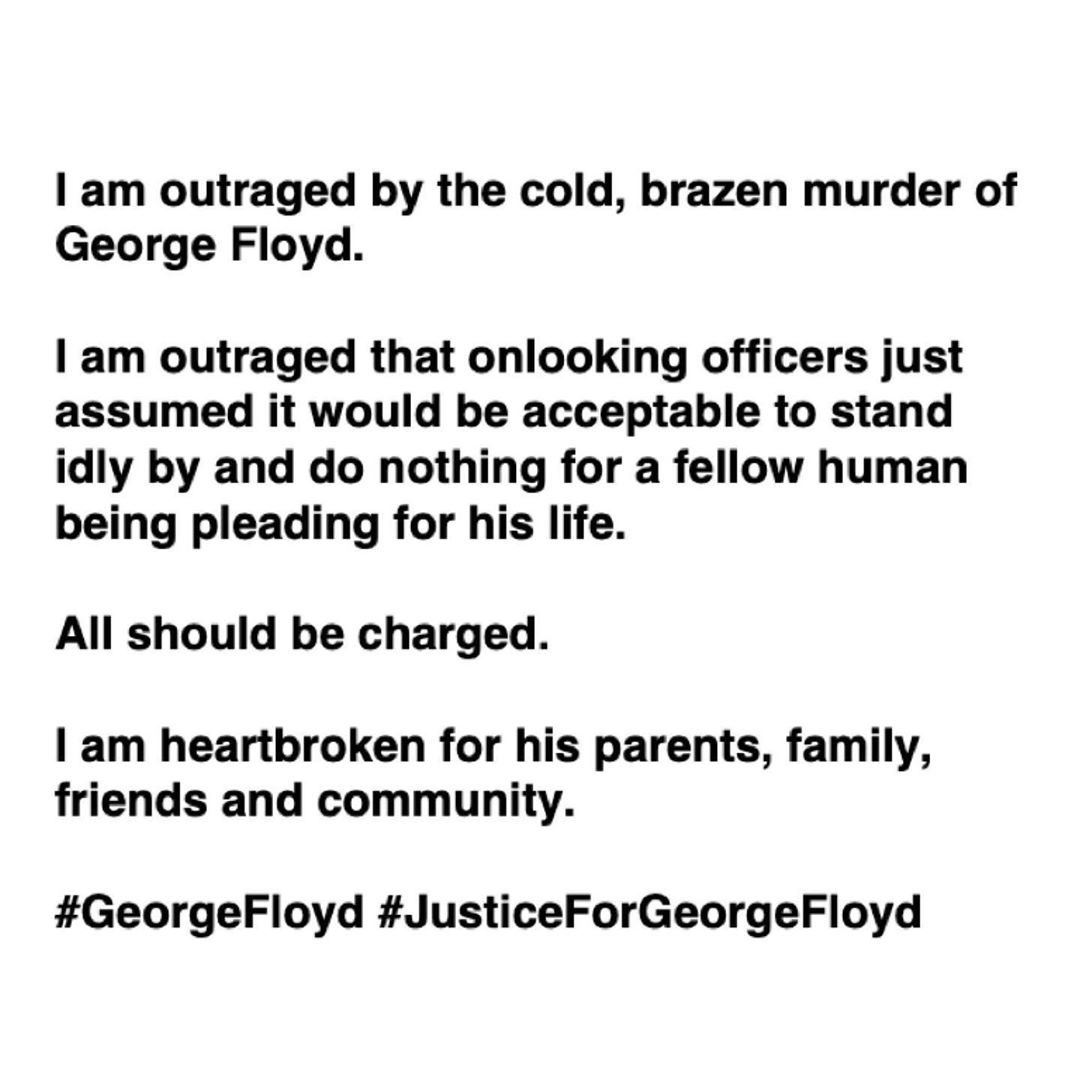 I am outraged by the cold, brazen murder of
George Floyd.
I am outraged that onlooking officers just
assumed it would be acceptable to stand
idly by and do nothing for a fellow human
being pleading for his life.
All should be charged.
I am heartbroken for his parents, family,
friends and community.
#GeorgeFloyd #JusticeForGeorgeFloyd